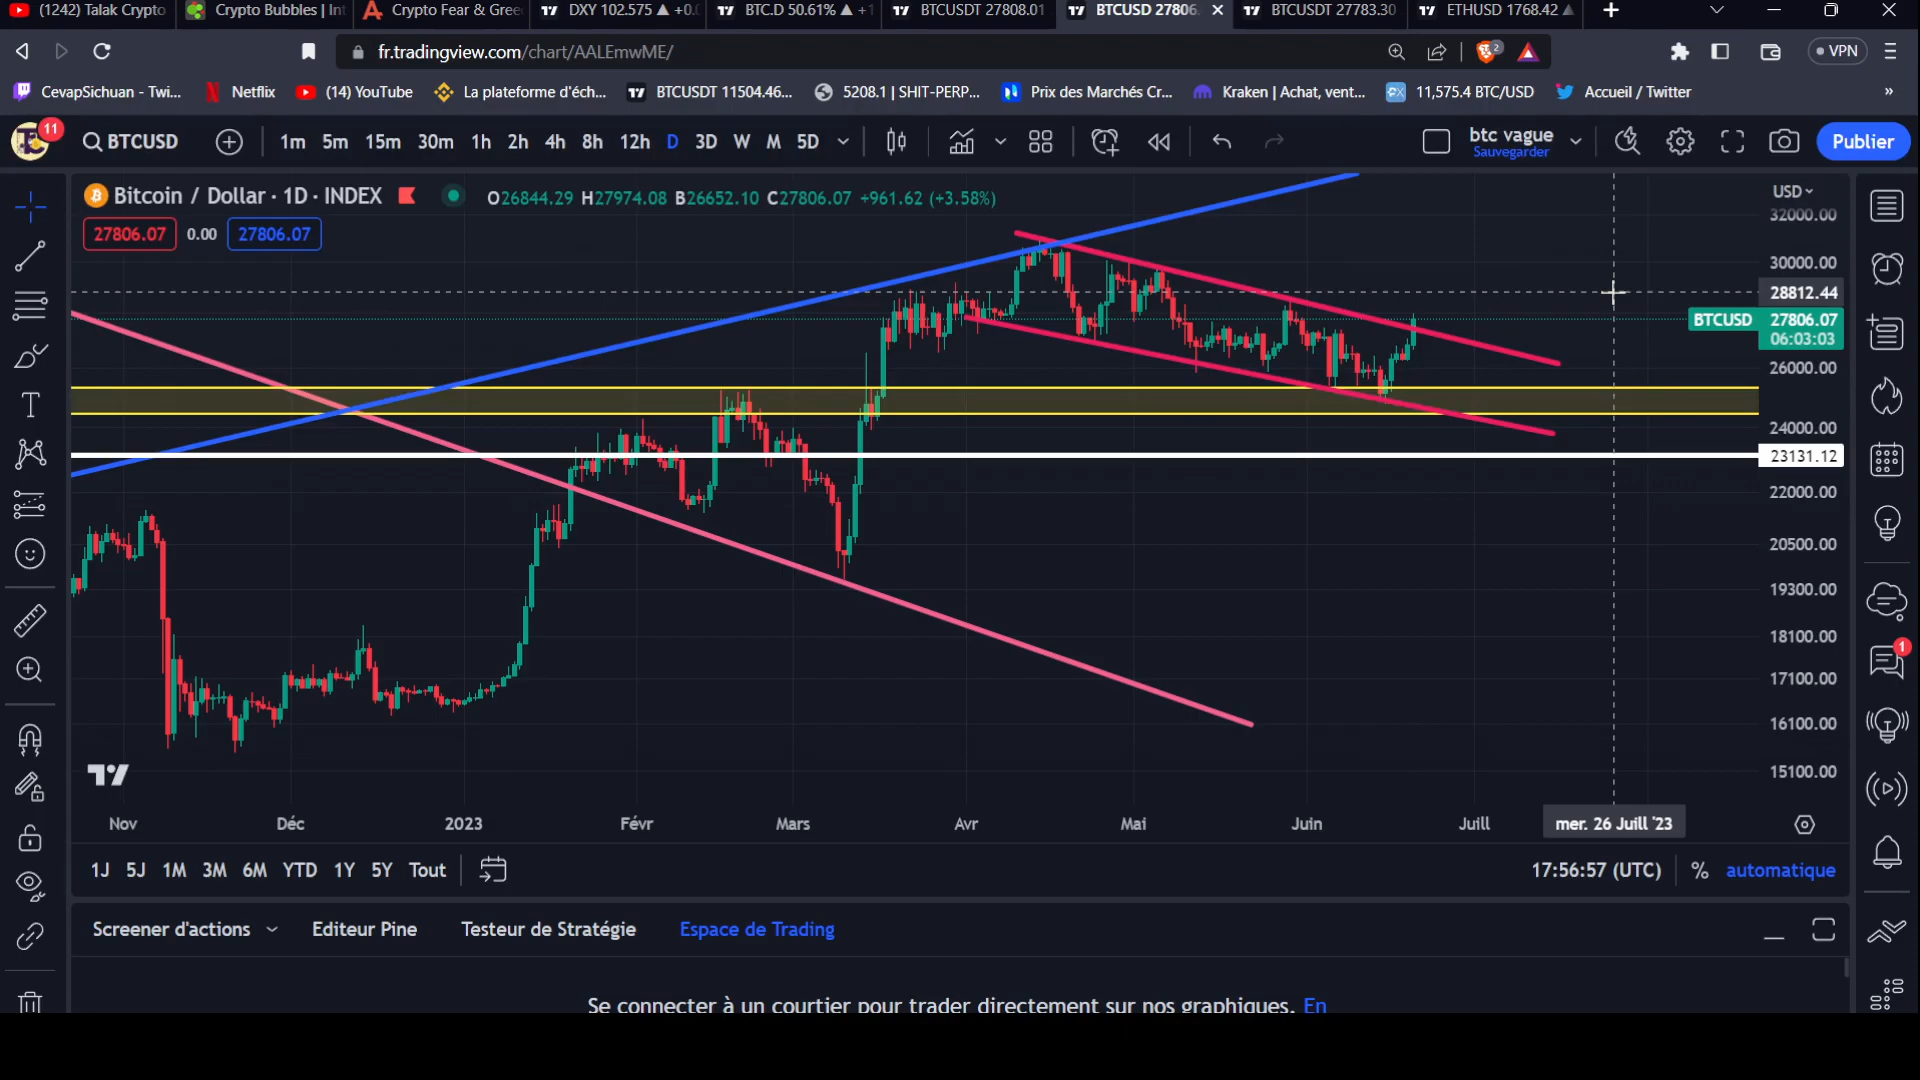 (1242) Talak Crypto
Crypto Bubbles | Int
Crypto Fear & Gree
DXY 102.575 ▲ +0.
BTC.D 50.61% ▲ +1
BTCUSDT 27808.01
BTCUSD 27806.
BTCUSDT 27783.30
ETHUSD 1768.42 ▲
fr.tradingview.com/chart/AALEmwME/
2
VPN
CevapSichuan - Twi...
Netflix
(14) YouTube
La plateforme d'éch...
BTCUSDT 11504.46...
5208.1 | SHIT-PERP...
Prix des Marchés Cr...
Kraken | Achat, vent...
11,575.4 BTC/USD
Accueil / Twitter
»
11
BTCUSD
1m 5m 15m 30m 1h 2h 4h 8h 12h D 3D W M 5D
btc vague
Sauvegarder
Publier
Bitcoin / Dollar · 1D · INDEX
O26844.29 H27974.08 B26652.10 C27806.07 +961.62 (+3.58%)
27806.07 0.00 27806.07
USD
32000.00
30000.00
28812.44
BTCUSD 27806.07
06:03:03
26000.00
24000.00
23131.12
22000.00
20500.00
19300.00
18100.00
17100.00
16100.00
15100.00
1
Nov Déc 2023 Févr Mars Avr Mai Juin Juill mer. 26 Juill '23
1J 5J 1M 3M 6M YTD 1Y 5Y Tout
17:56:57 (UTC) % automatique
Screener d'actions Editeur Pine Testeur de Stratégie Espace de Trading
Se connecter à un courtier pour trader directement sur nos graphiques. En